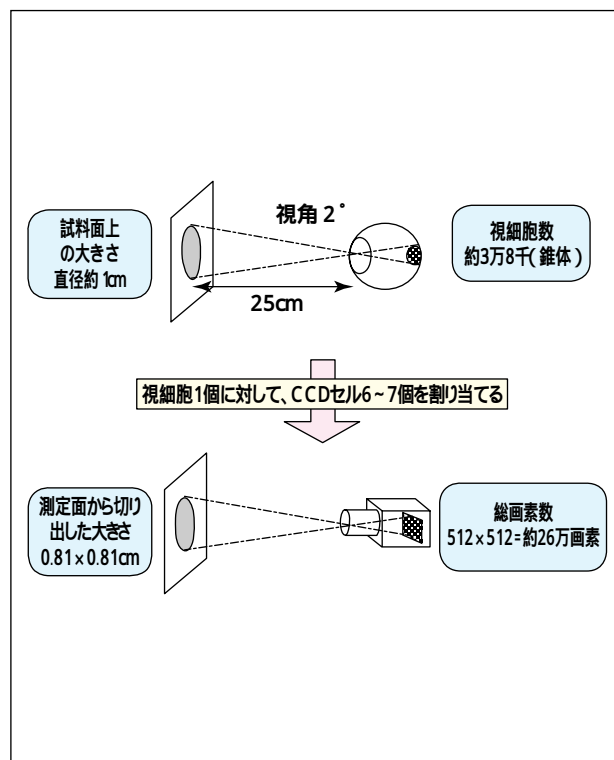 試料面上
の大きさ
直径約1cm
視角2°
25cm
視細胞数
約3万8千(錐体)
視細胞1個に対して、CCDセル6~7個を割り当てる
測定面から切り
出した大きさ
0.81×0.81cm
総画素数
512×512=約26万画素